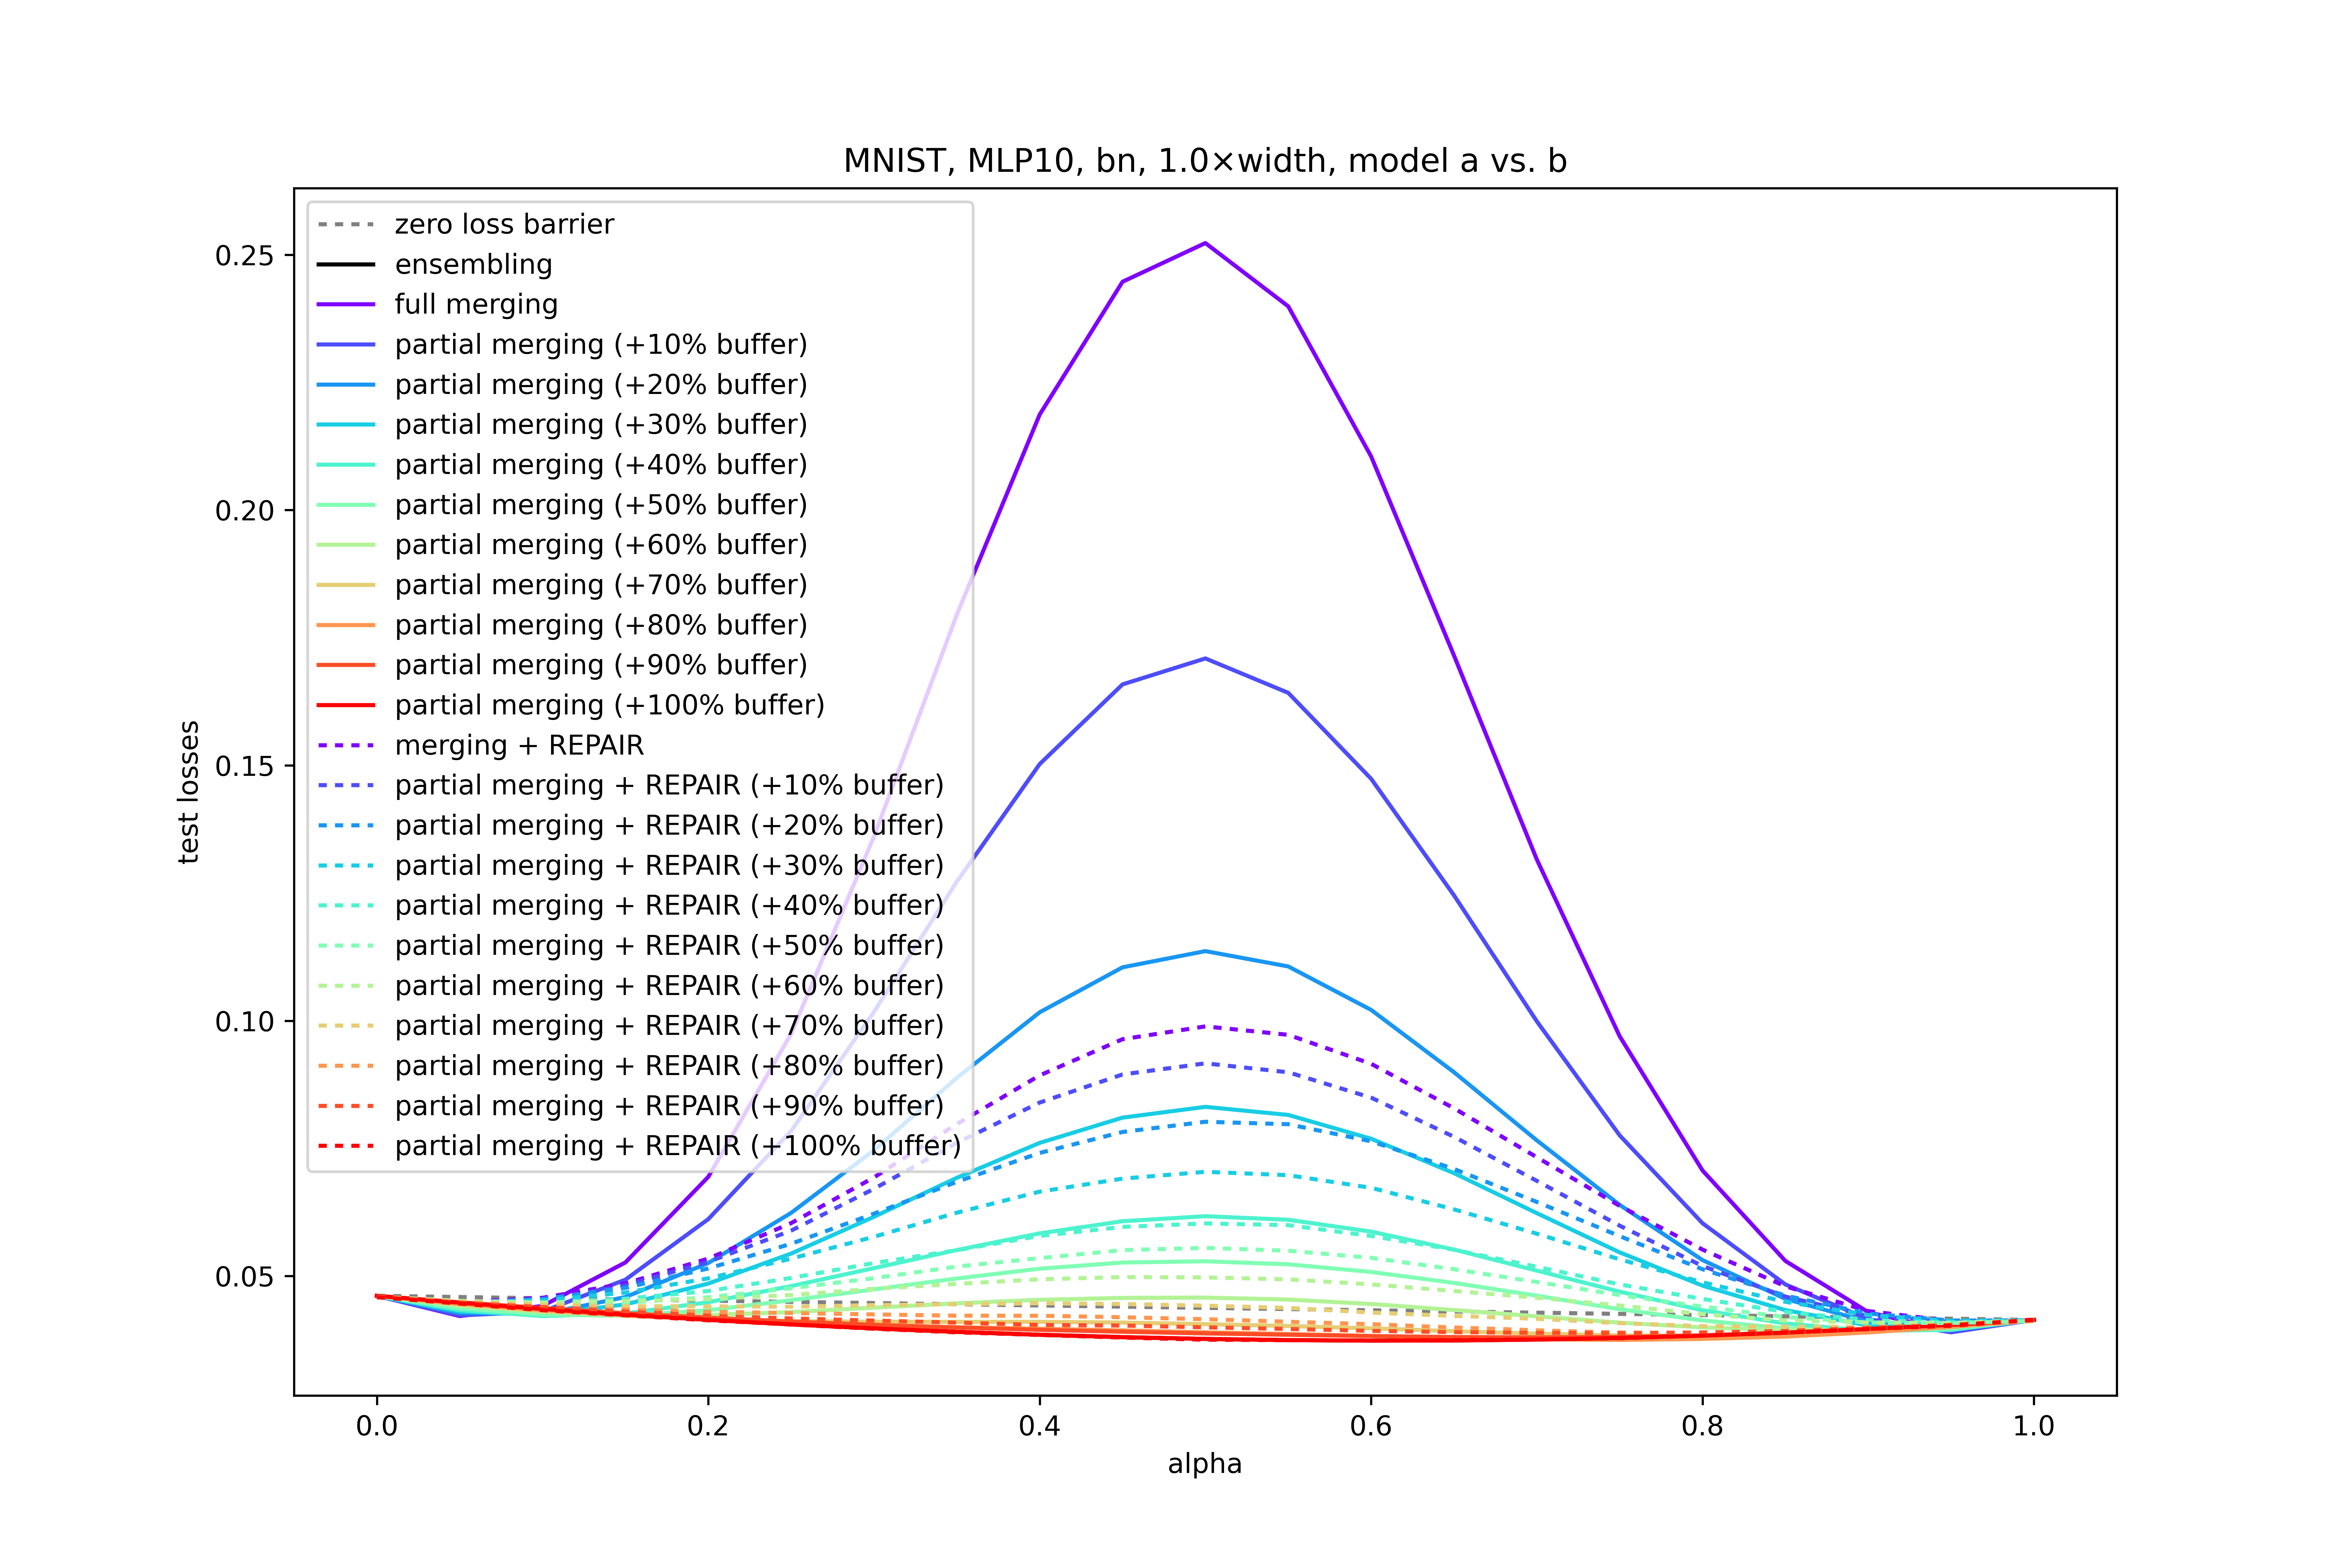 MNIST, MLP10, bn, 1.0×width, model a vs. b
zero loss barrier
ensembling
full merging
partial merging (+10% buffer)
partial merging (+20% buffer)
partial merging (+30% buffer)
partial merging (+40% buffer)
partial merging (+50% buffer)
partial merging (+60% buffer)
partial merging (+70% buffer)
partial merging (+80% buffer)
partial merging (+90% buffer)
partial merging (+100% buffer)
merging + REPAIR
partial merging + REPAIR (+10% buffer)
partial merging + REPAIR (+20% buffer)
partial merging + REPAIR (+30% buffer)
partial merging + REPAIR (+40% buffer)
partial merging + REPAIR (+50% buffer)
partial merging + REPAIR (+60% buffer)
partial merging + REPAIR (+70% buffer)
partial merging + REPAIR (+80% buffer)
partial merging + REPAIR (+90% buffer)
partial merging + REPAIR (+100% buffer)
test losses
0.25
0.20
0.15
0.10
0.05
0.0 0.2 0.4 0.6 0.8 1.0
alpha